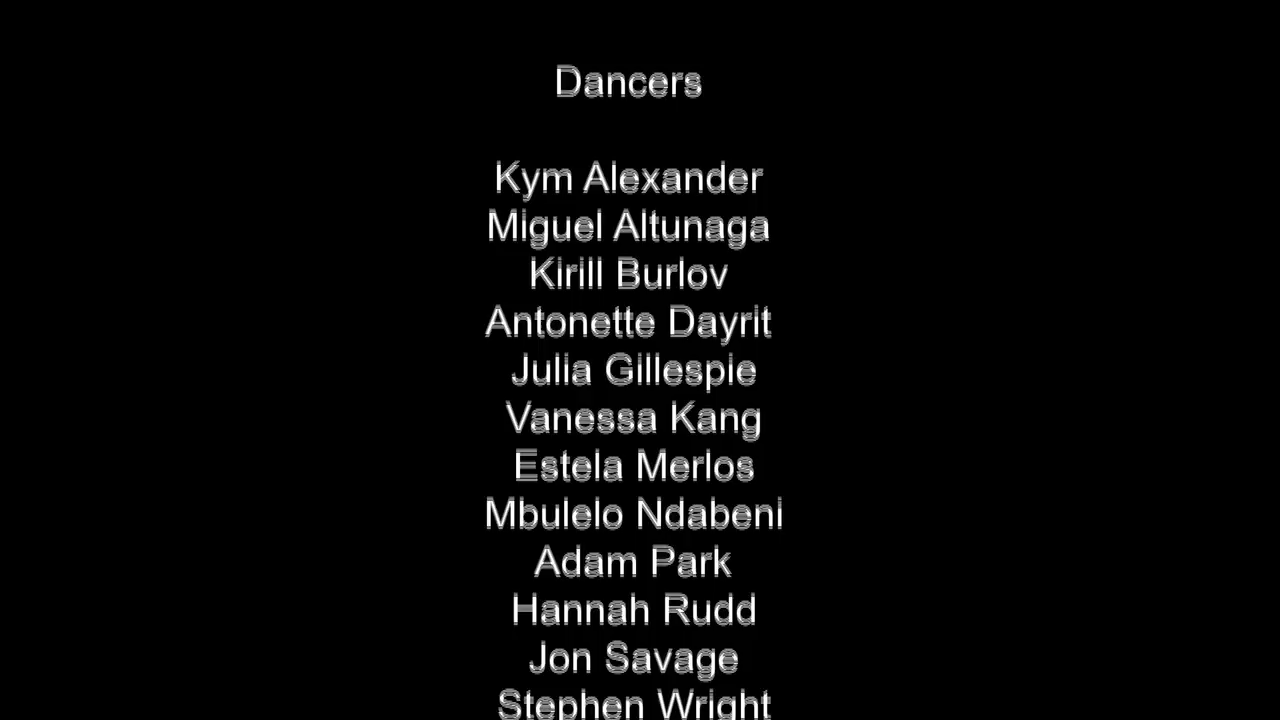 Dancers
Kym Alexander
Miguel Altunaga
Kirill Burlov
Antonette Dayrit
Julia Gillespie
Vanessa Kang
Estela Merlos
Mbulelo Ndabeni
Adam Park
Hannah Rudd
Jon Savage
Stephen Wright